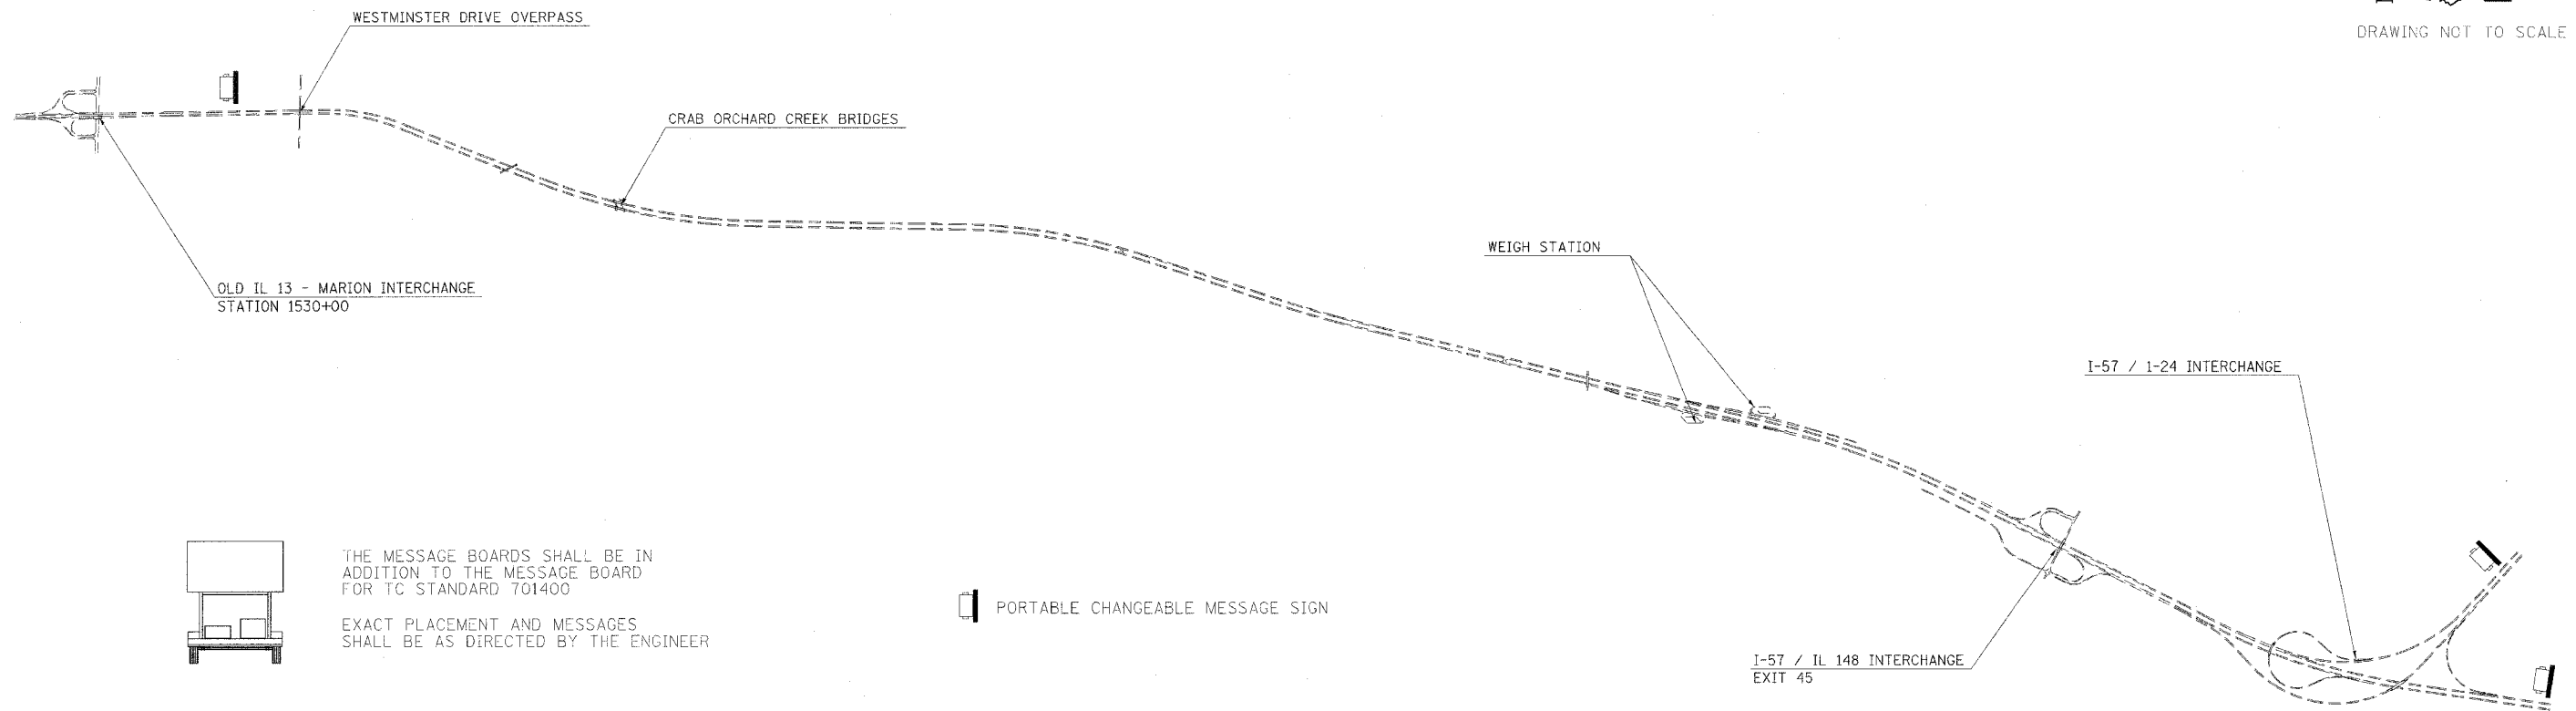 WESTMINSTER DRIVE OVERPASS
DRAWING NOT TO SCALE
CRAB ORCHARD CREEK BRIDGES
WEIGH STATION
OLD IL 13 - MARION INTERCHANGE
STATION 1530+00
I-57 / 1-24 INTERCHANGE
THE MESSAGE BOARDS SHALL BE IN
ADDITION TO THE MESSAGE BOARD
FOR TC STANDARD 701400
EXACT PLACEMENT AND MESSAGES
SHALL BE AS DIRECTED BY THE ENGINEER
PORTABLE CHANGEABLE MESSAGE SIGN
I-57 / IL 148 INTERCHANGE
EXIT 45